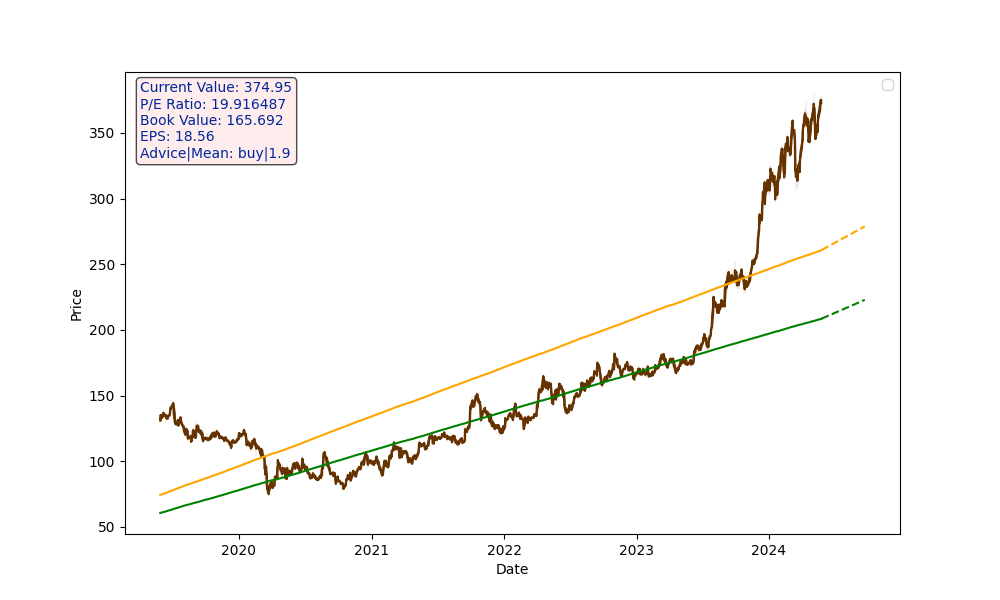 Current Value: 374.95
P/E Ratio: 19.916487
Book Value: 165.692
EPS: 18.56
Advice|Mean: buy|1.9
Price
350
300
250
200
150
100
50
2020 2021 2022 2023 2024
Date